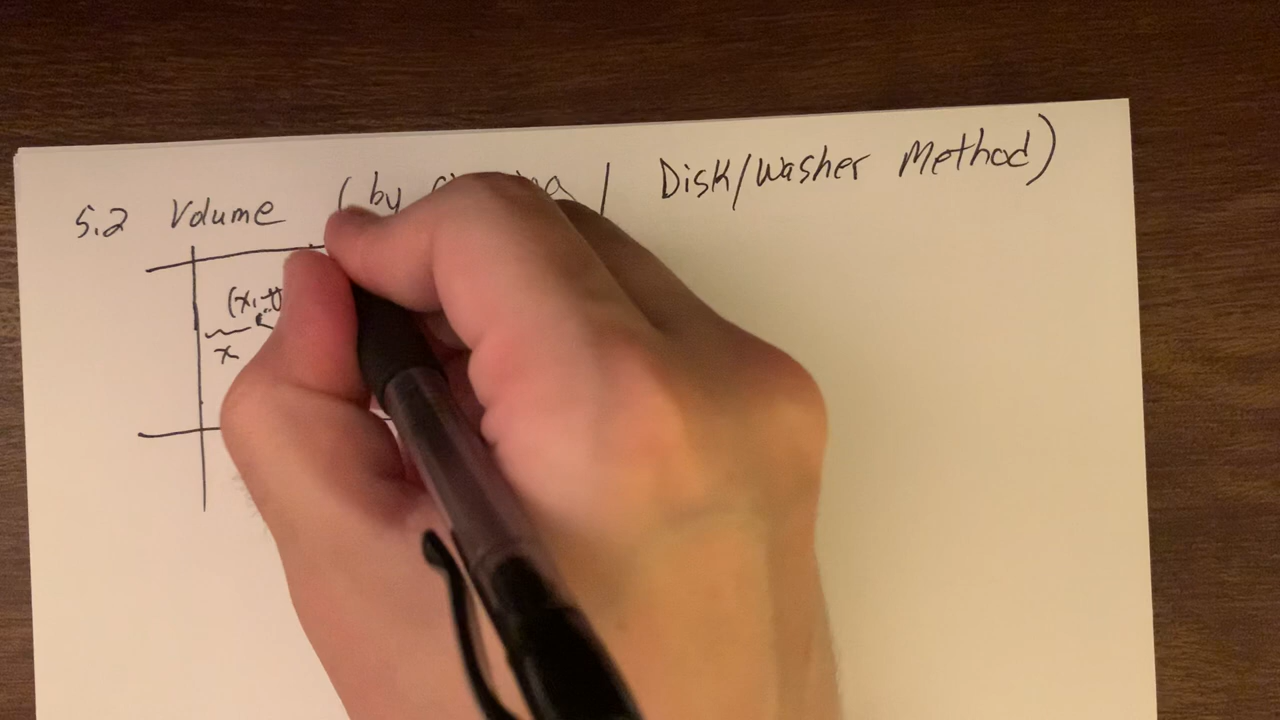 5.2 Volume (by / Disk/Washer Method)
(x,
x